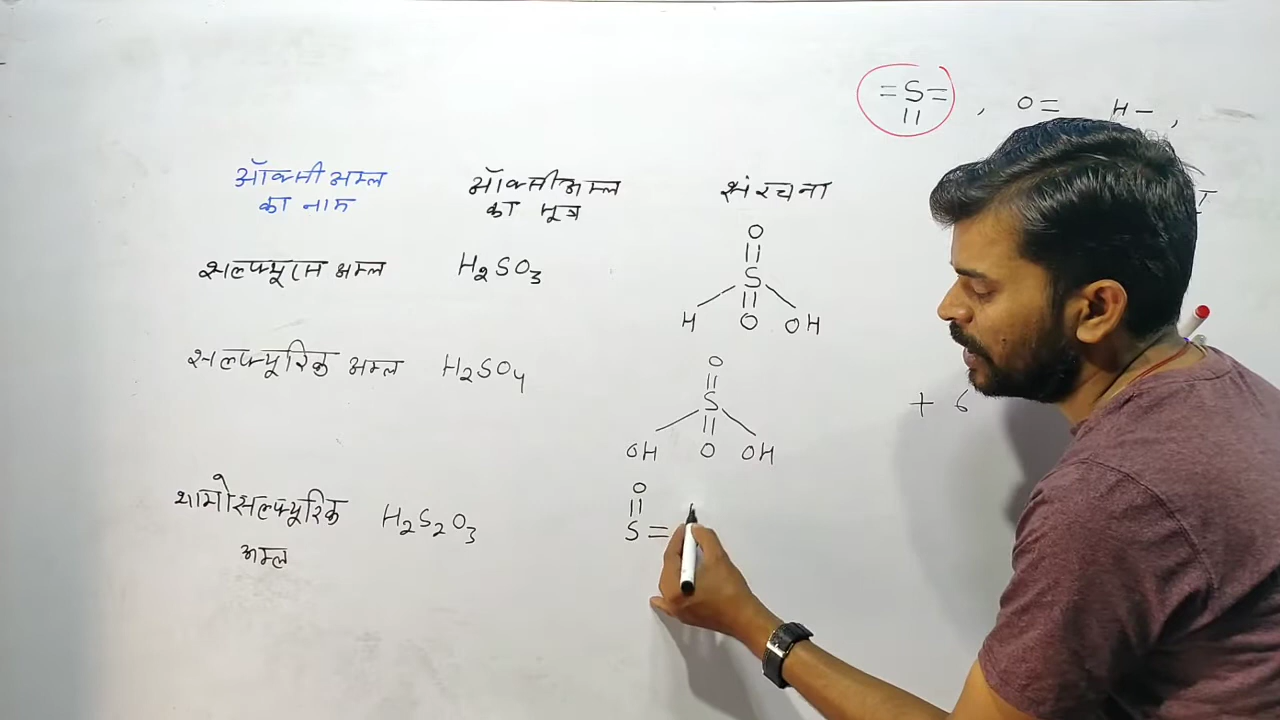 =S= , O= H- ,
||
ऑक्सीअम्ल ऑक्सीअम्ल संरचना
का नाम का सूत्र
सल्फ्यूरस अम्ल H₂SO₃
O
||
S
||
H O OH
सल्फ्यूरिक अम्ल H₂SO₄
O
||
S
||
OH O OH
+ 6
थायोसल्फ्यूरिक H₂S₂O₃
अम्ल
O
||
S =